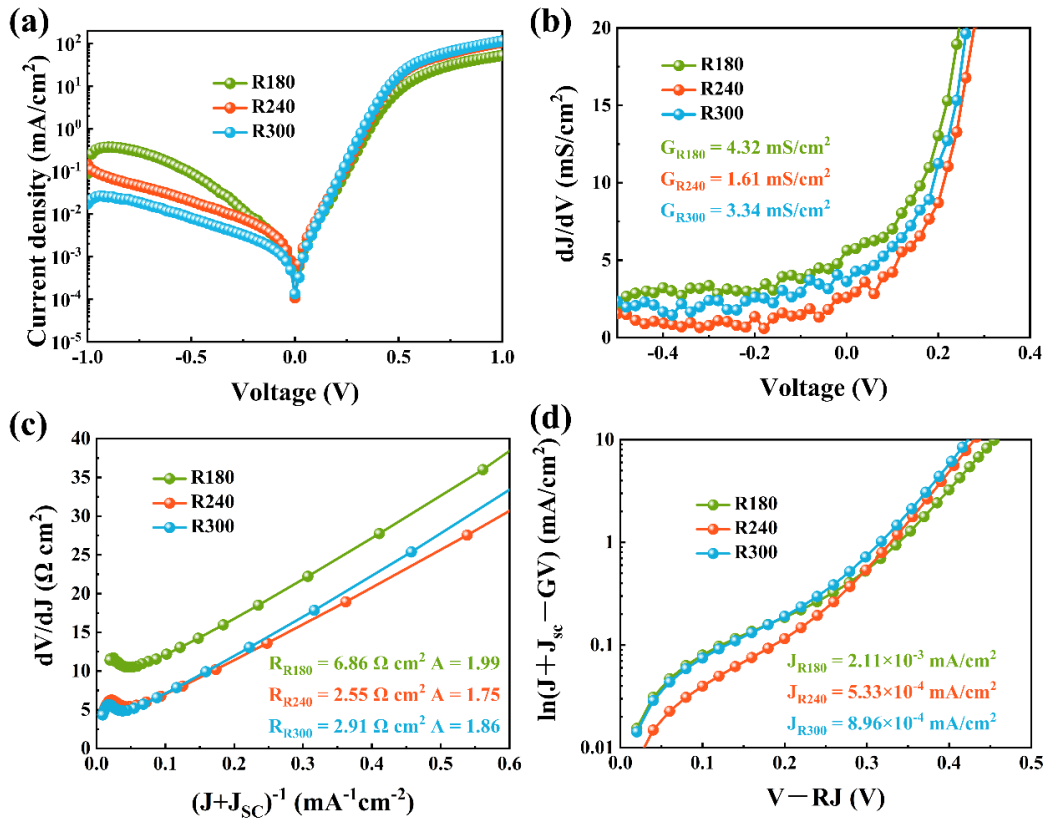 (a)
Current density (mA/cm²)
10²
10¹
10⁰
10⁻¹
10⁻²
10⁻³
10⁻⁴
10⁻⁵
R180
R240
R300
-1.0 -0.5 0.0 0.5 1.0
Voltage (V)
(b)
dJ/dV (mS/cm²)
20
15
10
5
0
R180
R240
R300
G_R180 = 4.32 mS/cm²
G_R240 = 1.61 mS/cm²
G_R300 = 3.34 mS/cm²
-0.4 -0.2 0.0 0.2 0.4
Voltage (V)
(c)
dV/dJ (Ω cm²)
40
35
30
25
20
15
10
5
0
R180
R240
R300
R_R180 = 6.86 Ω cm² A = 1.99
R_R240 = 2.55 Ω cm² A = 1.75
R_R300 = 2.91 Ω cm² A = 1.86
0.0 0.1 0.2 0.3 0.4 0.5 0.6
(J+J_SC)⁻¹ (mA⁻¹cm⁻²)
(d)
ln(J+J_sc−GV) (mA/cm²)
10
1
0.1
0.01
R180
R240
R300
J_R180 = 2.11×10⁻³ mA/cm²
J_R240 = 5.33×10⁻⁴ mA/cm²
J_R300 = 8.96×10⁻⁴ mA/cm²
0.0 0.1 0.2 0.3 0.4 0.5
V−RJ (V)